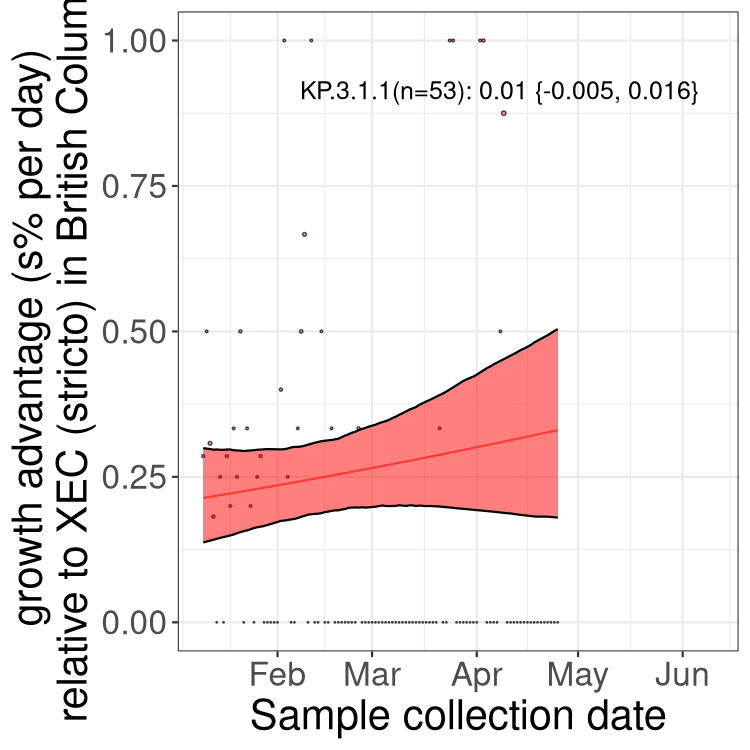 growth advantage (s% per day)
relative to XEC (stricto) in British Colum
1.00
0.75
0.50
0.25
0.00
KP.3.1.1(n=53): 0.01 {-0.005, 0.016}
Feb Mar Apr May Jun
Sample collection date